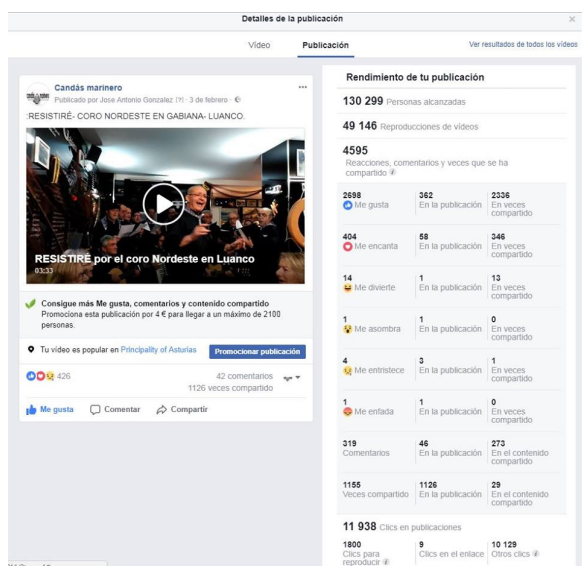 Detalles de la publicación
Vídeo Publicación Ver resultados de todos los vídeos
Candás marinero
Publicado por Jose Antonio Gonzalez [?] · 3 de febrero ·
:RESISTIRÉ- CORO NORDESTE EN GABIANA- LUANCO.
RESISTIRÉ por el coro Nordeste en Luanco
03:33
Consigue más Me gusta, comentarios y contenido compartido
Promociona esta publicación por 4 € para llegar a un máximo de 2100
personas.
Tu vídeo es popular en Principality of Asturias Promocionar publicación
426 42 comentarios
1126 veces compartido
Me gusta Comentar Compartir
Rendimiento de tu publicación
130 299 Personas alcanzadas
49 146 Reproducciones de vídeos
4595
Reacciones, comentarios y veces que se ha
compartido
2698 362 2336
Me gusta En la publicación En veces
compartido
404 58 346
Me encanta En la publicación En veces
compartido
14 1 13
Me divierte En la publicación En veces
compartido
1 1 0
Me asombra En la publicación En veces
compartido
4 3 1
Me entristece En la publicación En veces
compartido
1 1 0
Me enfada En la publicación En veces
compartido
319 46 273
Comentarios En la publicación En el contenido
compartido
1155 1126 29
Veces compartido En la publicación En el contenido
compartido
11 938 Clics en publicaciones
1800 9 10 129
Clics para Clics en el enlace Otros clics
reproducir